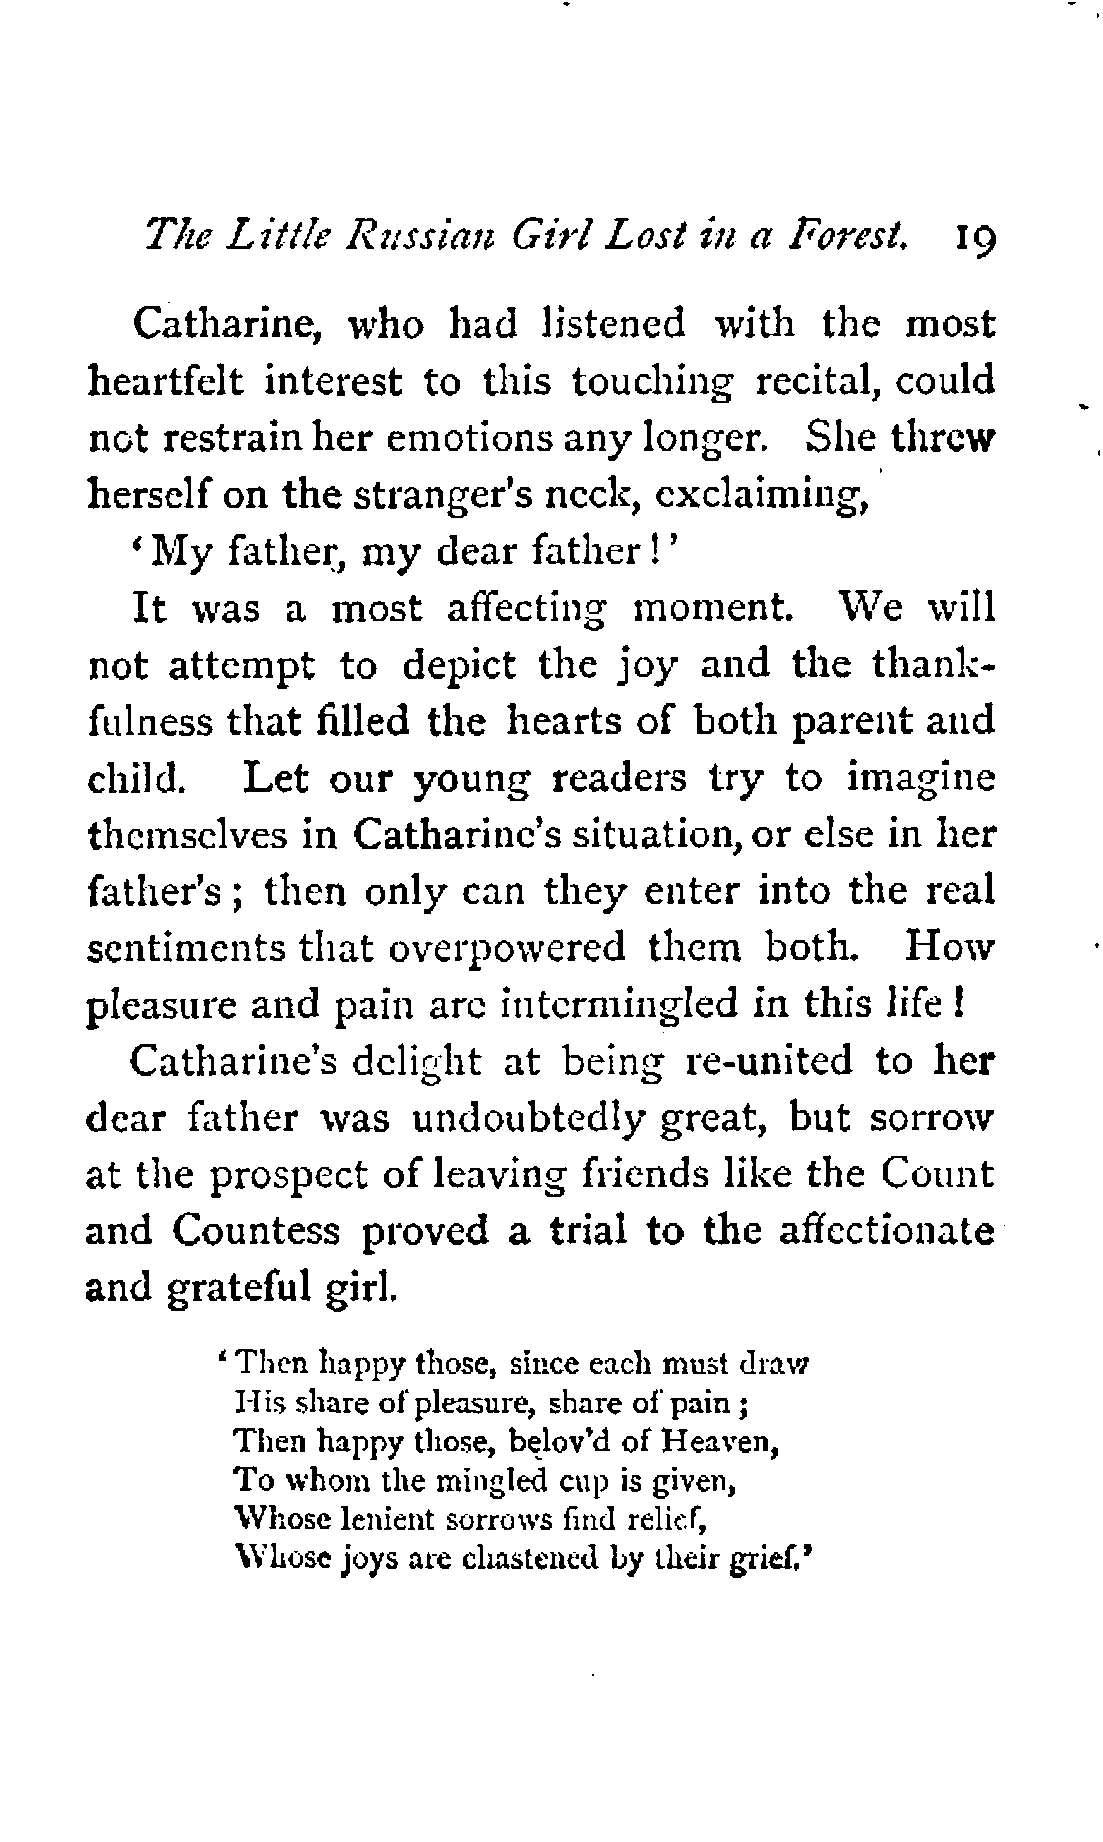 The Little Russian Girl Lost in a Forest. 19
Catharine, who had listened with the most
heartfelt interest to this touching recital, could
not restrain her emotions any longer. She threw
herself on the stranger's neck, exclaiming,
‘My father, my dear father!’
It was a most affecting moment. We will
not attempt to depict the joy and the thank-
fulness that filled the hearts of both parent and
child. Let our young readers try to imagine
themselves in Catharine's situation, or else in her
father's; then only can they enter into the real
sentiments that overpowered them both. How
pleasure and pain are intermingled in this life!
Catharine's delight at being re-united to her
dear father was undoubtedly great, but sorrow
at the prospect of leaving friends like the Count
and Countess proved a trial to the affectionate
and grateful girl.
‘Then happy those, since each must draw
His share of pleasure, share of pain;
Then happy those, belov'd of Heaven,
To whom the mingled cup is given,
Whose lenient sorrows find relief,
Whose joys are chastened by their grief.’